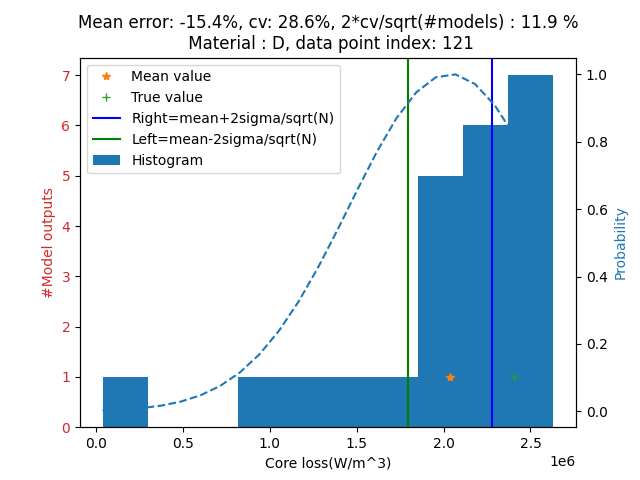 Mean error: -15.4%, cv: 28.6%, 2*cv/sqrt(#models) : 11.9 %
Material : D, data point index: 121
Mean value
True value
Right=mean+2sigma/sqrt(N)
Left=mean-2sigma/sqrt(N)
Histogram
7
6
5
4
3
2
1
0
#Model outputs
1.0
0.8
0.6
0.4
0.2
0.0
Probability
0.0 0.5 1.0 1.5 2.0 2.5
1e6
Core loss(W/m^3)